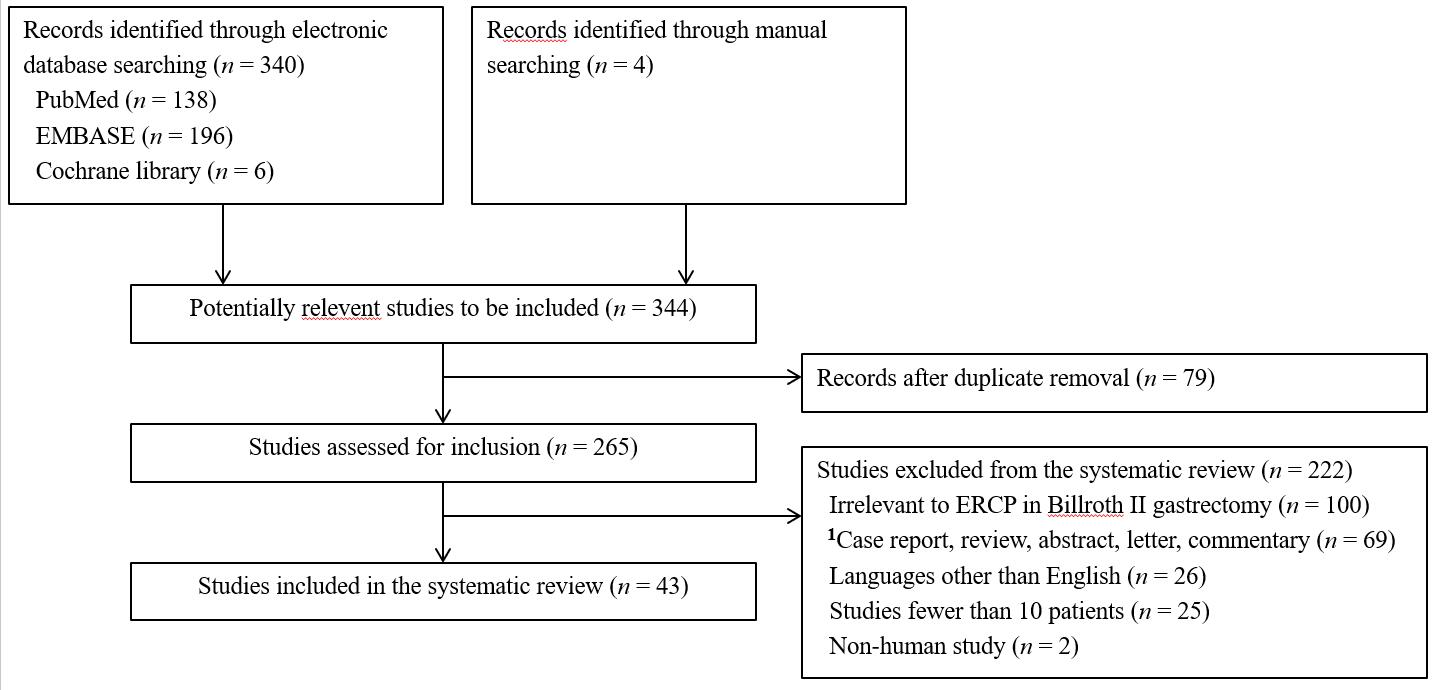 Records identified through electronic
database searching (n = 340)
PubMed (n = 138)
EMBASE (n = 196)
Cochrane library (n = 6)
Records identified through manual
searching (n = 4)
Potentially relevent studies to be included (n = 344)
Records after duplicate removal (n = 79)
Studies assessed for inclusion (n = 265)
Studies excluded from the systematic review (n = 222)
Irrelevant to ERCP in Billroth II gastrectomy (n = 100)
¹Case report, review, abstract, letter, commentary (n = 69)
Languages other than English (n = 26)
Studies fewer than 10 patients (n = 25)
Non-human study (n = 2)
Studies included in the systematic review (n = 43)